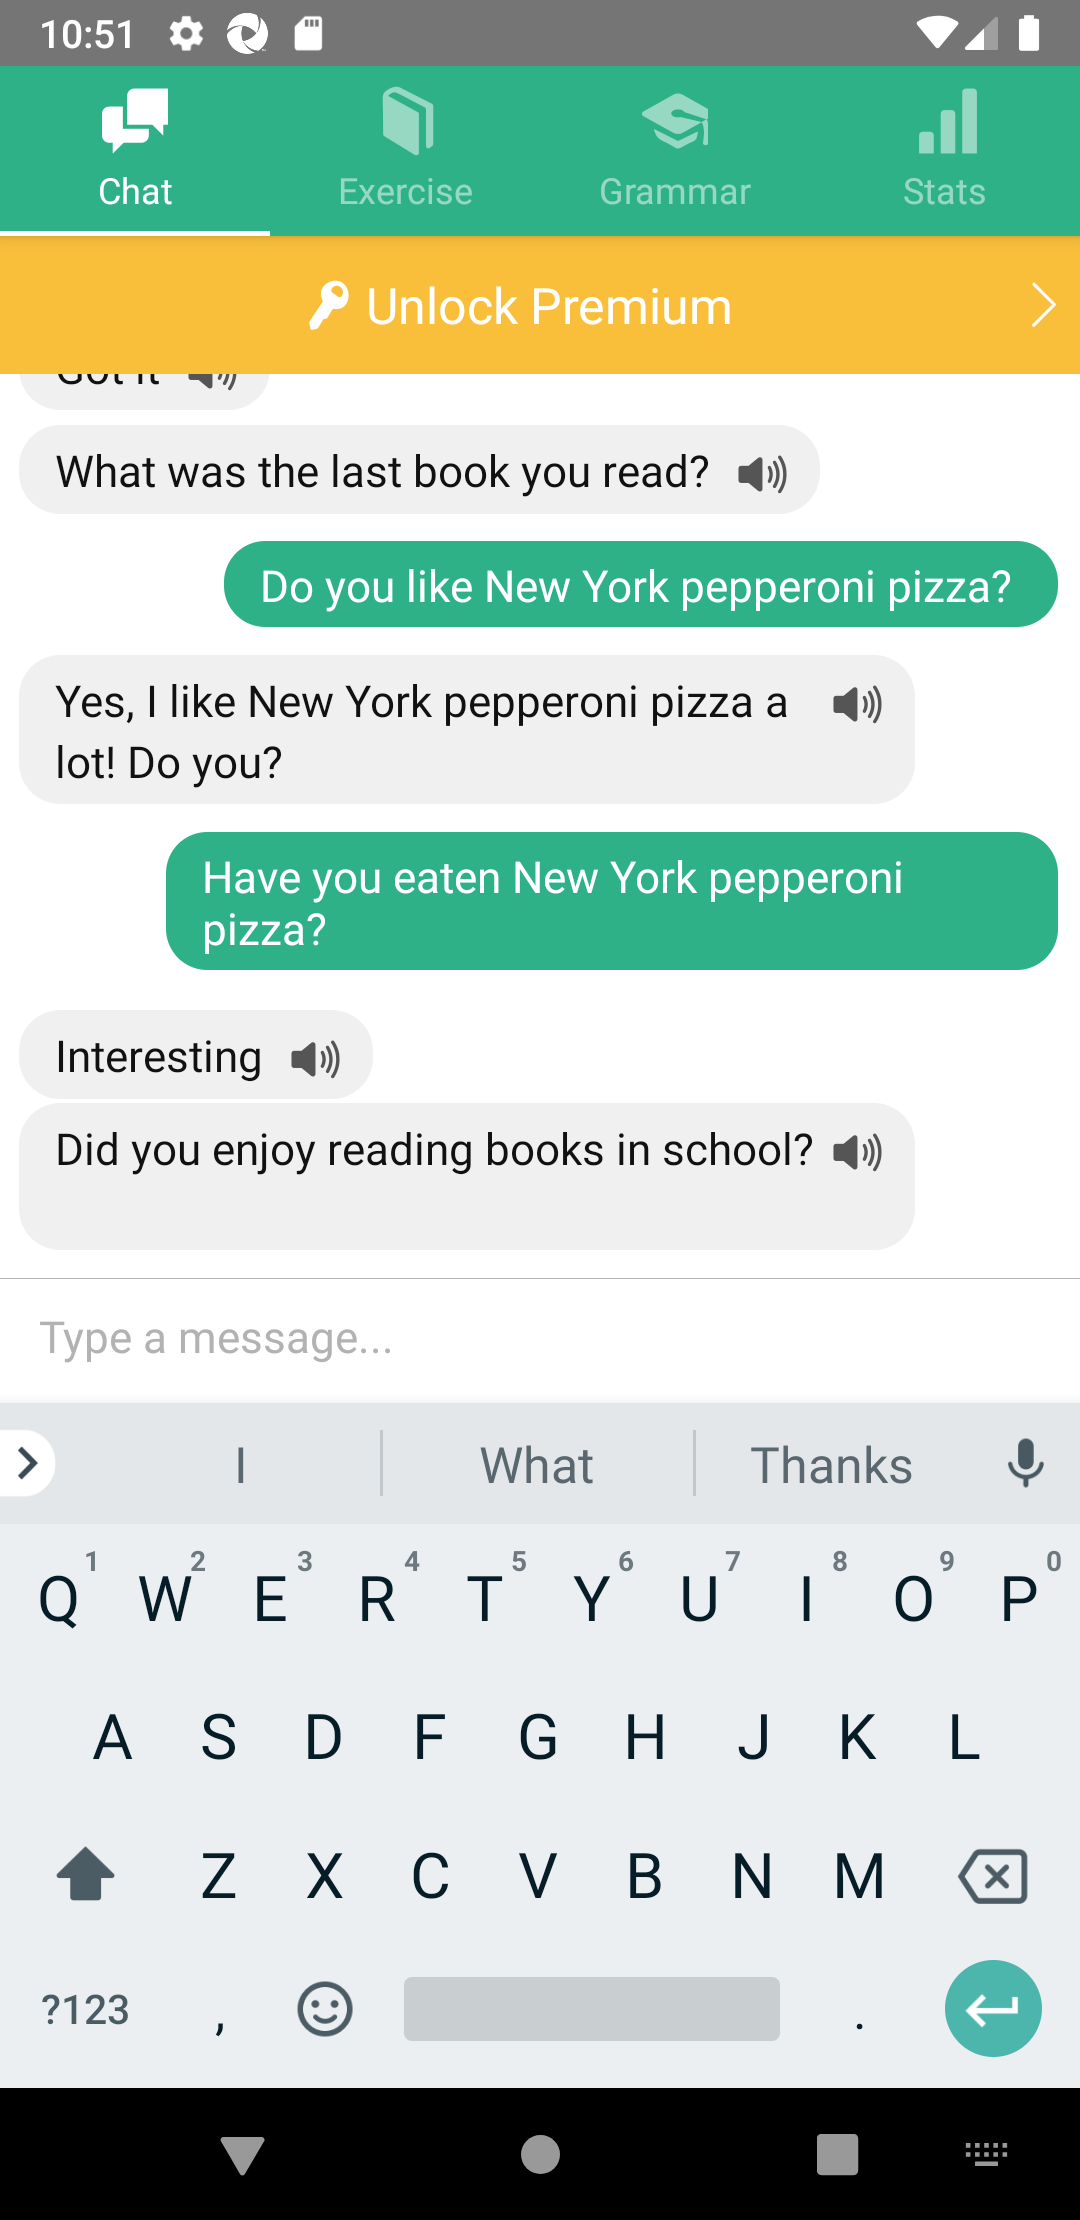 10:51
Chat
Exercise
Grammar
Stats
Unlock Premium
Got it
What was the last book you read?
Do you like New York pepperoni pizza?
Yes, I like New York pepperoni pizza a
lot! Do you?
Have you eaten New York pepperoni
pizza?
Interesting
Did you enjoy reading books in school?
Type a message...
I What Thanks
Q 1 W 2 E 3 R 4 T 5 Y 6 U 7 I 8 O 9 P 0
A S D F G H J K L
Z X C V B N M
?123 , .